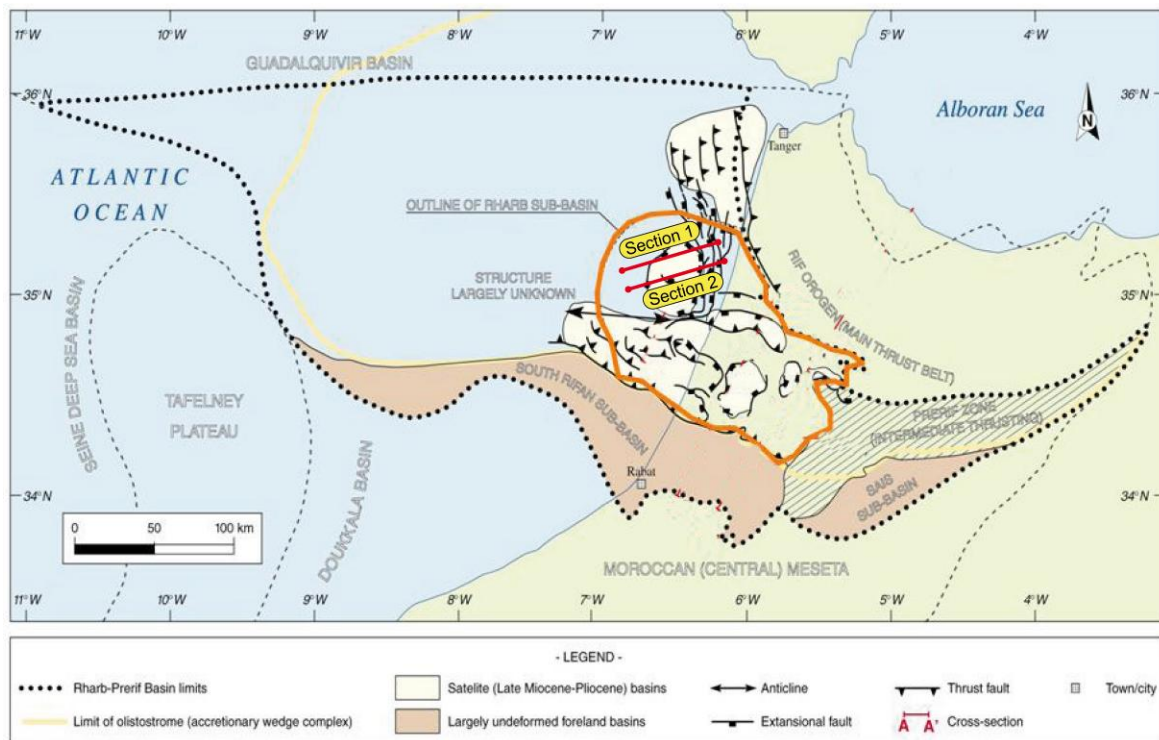 11°W 10°W 9°W 8°W 7°W 6°W 5°W 4°W
GUADALQUIVIR BASIN
36°N
36°N
Alboran Sea
N
Tanger
ATLANTIC
OCEAN
OUTLINE OF RHARB SUB-BASIN
Section 1
Section 2
STRUCTURE
LARGELY UNKNOWN
35°N
35°N
RIF OROGEN (MAIN THRUST BELT)
SEINE DEEP SEA BASIN
TAFELNEY
PLATEAU
DOUKKALA BASIN
SOUTH RIFAN SUB-BASIN
PRERIF ZONE
(INTERMEDIATE THRUSTING)
SAIS
SUB-BASIN
Rabat
34°N
34°N
0 50 100 km
MOROCCAN (CENTRAL) MESETA
11°W 10°W 9°W 8°W 7°W 6°W 5°W 4°W
- LEGEND -
Rharb-Prerif Basin limits
Satelite (Late Miocene-Pliocene) basins
Anticline
Thrust fault
Town/city
Limit of olistostrome (accretionary wedge complex)
Largely undeformed foreland basins
Extensional fault
A A'
Cross-section